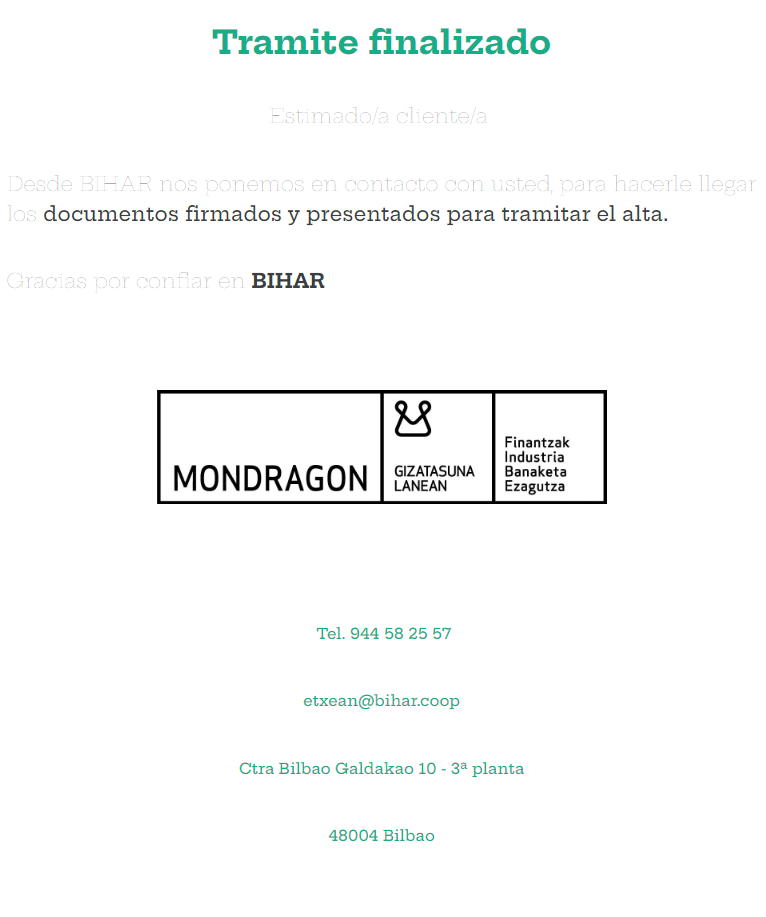 Tramite finalizado
Estimado/a cliente/a
Desde BIHAR nos ponemos en contacto con usted, para hacerle llegar
los documentos firmados y presentados para tramitar el alta.
Gracias por confiar en BIHAR
MONDRAGON
GIZATASUNA
LANEAN
Finantzak
Industria
Banaketa
Ezagutza
Tel. 944 58 25 57
etxean@bihar.coop
Ctra Bilbao Galdakao 10 - 3ª planta
48004 Bilbao